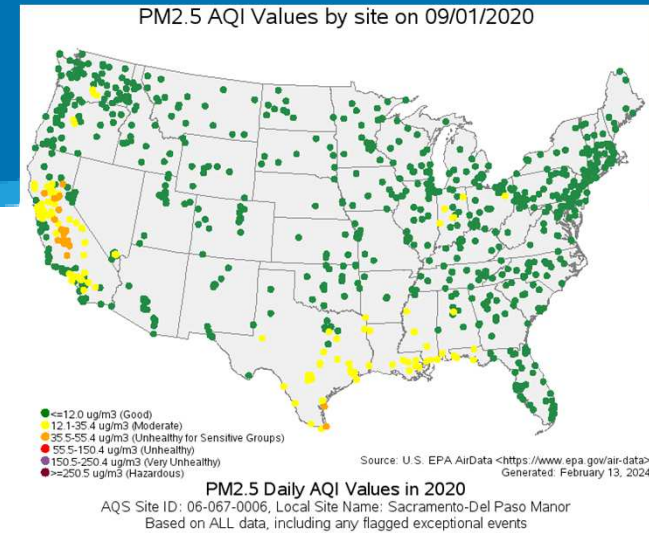 PM2.5 AQI Values by site on 09/01/2020
<=12.0 ug/m3 (Good)
12.1-35.4 ug/m3 (Moderate)
35.5-55.4 ug/m3 (Unhealthy for Sensitive Groups)
55.5-150.4 ug/m3 (Unhealthy)
150.5-250.4 ug/m3 (Very Unhealthy)
>=250.5 ug/m3 (Hazardous)
Source: U.S. EPA AirData <https://www.epa.gov/air-data>
Generated: February 13, 2024
PM2.5 Daily AQI Values in 2020
AQS Site ID: 06-067-0006, Local Site Name: Sacramento-Del Paso Manor
Based on ALL data, including any flagged exceptional events